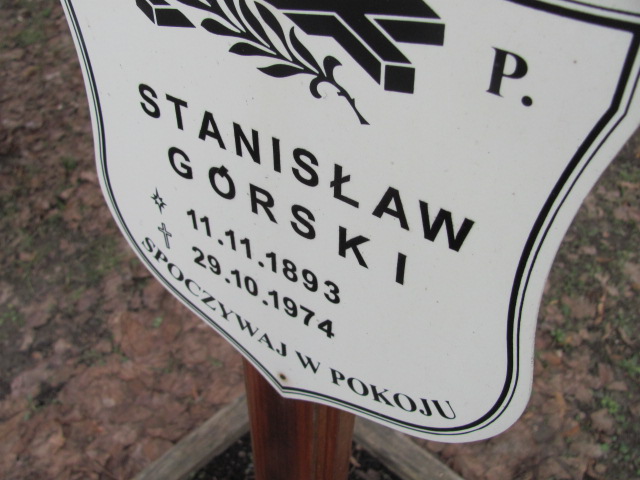 P.
STANISŁAW
GÓRSKI
11.11.1893
29.10.1974
SPOCZYWAJ W POKOJU